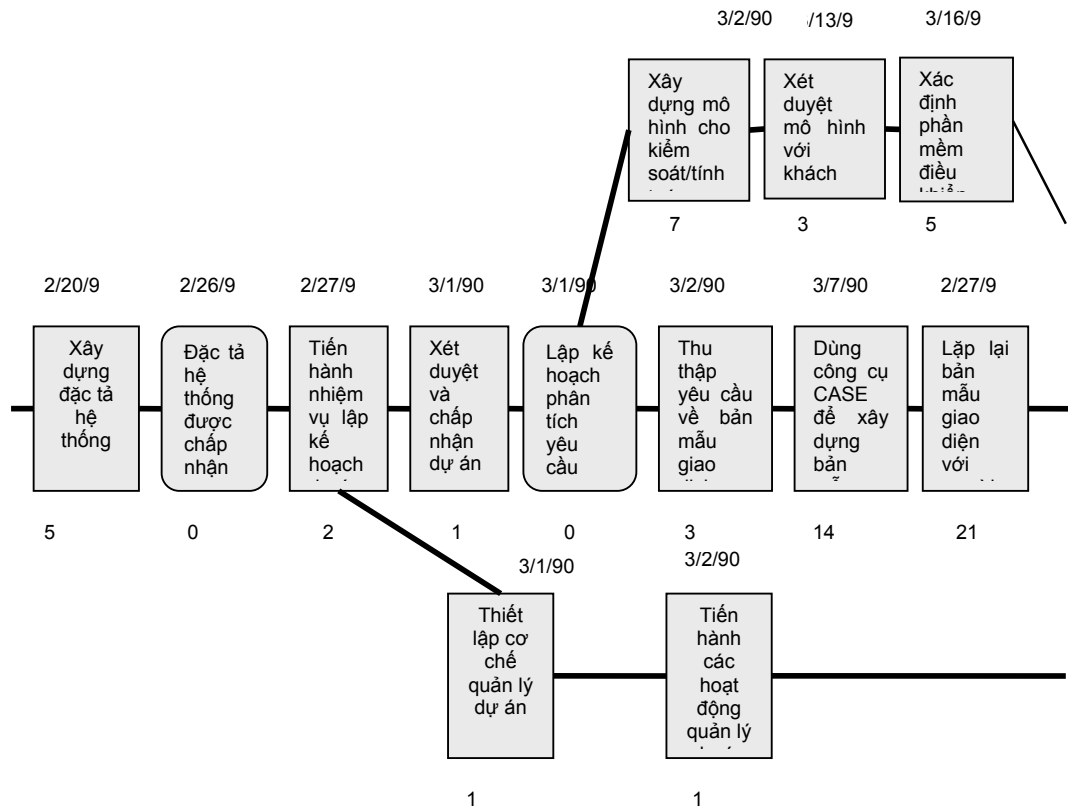 3/2/90
/13/9
3/16/9
Xây
dựng mô
hình cho
kiểm
soát/tính
Xét
duyệt
mô hình
với
khách
Xác
định
phần
mềm
điều
7
3
5
2/20/9
2/26/9
2/27/9
3/1/90
3/1/90
3/2/90
3/7/90
2/27/9
Xây
dựng
đặc tả
hệ
thống
Đặc tả
hệ
thống
được
chấp
nhận
Tiến
hành
nhiệm
vụ lập
kế
hoạch
Xét
duyệt
và
chấp
nhận
dự án
Lập kế
hoạch
phân
tích
yêu
cầu
Thu
thập
yêu cầu
về bản
mẫu
giao
Dùng
công cụ
CASE
để xây
dựng
bản
Lặp lại
bản
mẫu
giao
diện
với
5
0
2
1
0
3
14
21
3/1/90
3/2/90
Thiết
lập cơ
chế
quản lý
dự án
Tiến
hành
các
hoạt
động
quản lý
1
1